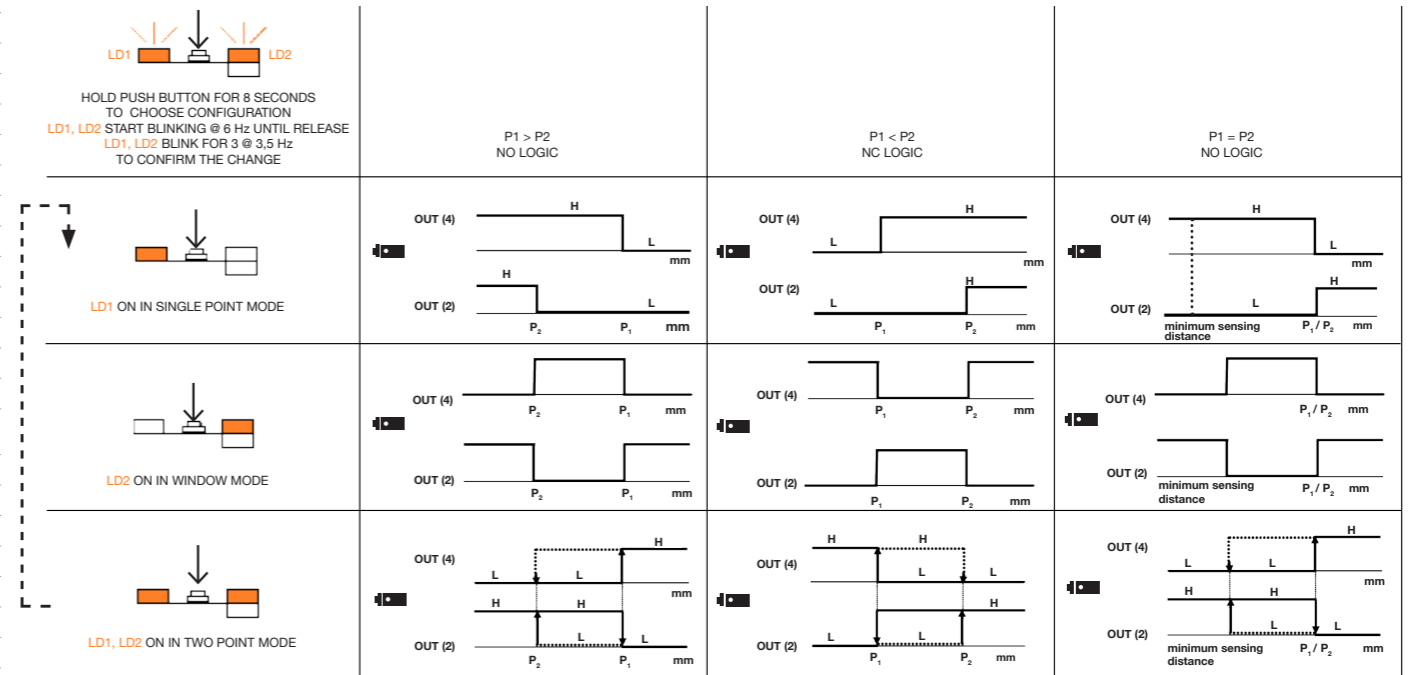 LD1 LD2
HOLD PUSH BUTTON FOR 8 SECONDS
TO CHOOSE CONFIGURATION
LD1, LD2 START BLINKING @ 6 Hz UNTIL RELEASE
LD1, LD2 BLINK FOR 3 @ 3,5 Hz
TO CONFIRM THE CHANGE
P1 > P2
NO LOGIC
P1 < P2
NC LOGIC
P1 = P2
NO LOGIC
LD1 ON IN SINGLE POINT MODE
OUT (4) H L
mm
H
OUT (2) L
P₂ P₁ mm
OUT (4) L H
mm
OUT (2) L H
P₁ P₂ mm
OUT (4) H L
mm
H
OUT (2) L
minimum sensing P₁/ P₂ mm
distance
LD2 ON IN WINDOW MODE
OUT (4)
P₂ P₁ mm
OUT (2)
P₂ P₁ mm
OUT (4)
P₁ P₂ mm
OUT (2)
P₁ P₂ mm
OUT (4)
P₁/ P₂ mm
OUT (2)
minimum sensing P₁/ P₂ mm
distance
LD1, LD2 ON IN TWO POINT MODE
H
OUT (4)
L L
mm
H H
OUT (2) L L
P₂ P₁ mm
H H
OUT (4)
L L
H
OUT (2) L L
P₁ P₂ mm
H
OUT (4)
L L
mm
H H
OUT (2) L L
minimum sensing P₁/ P₂ mm
distance